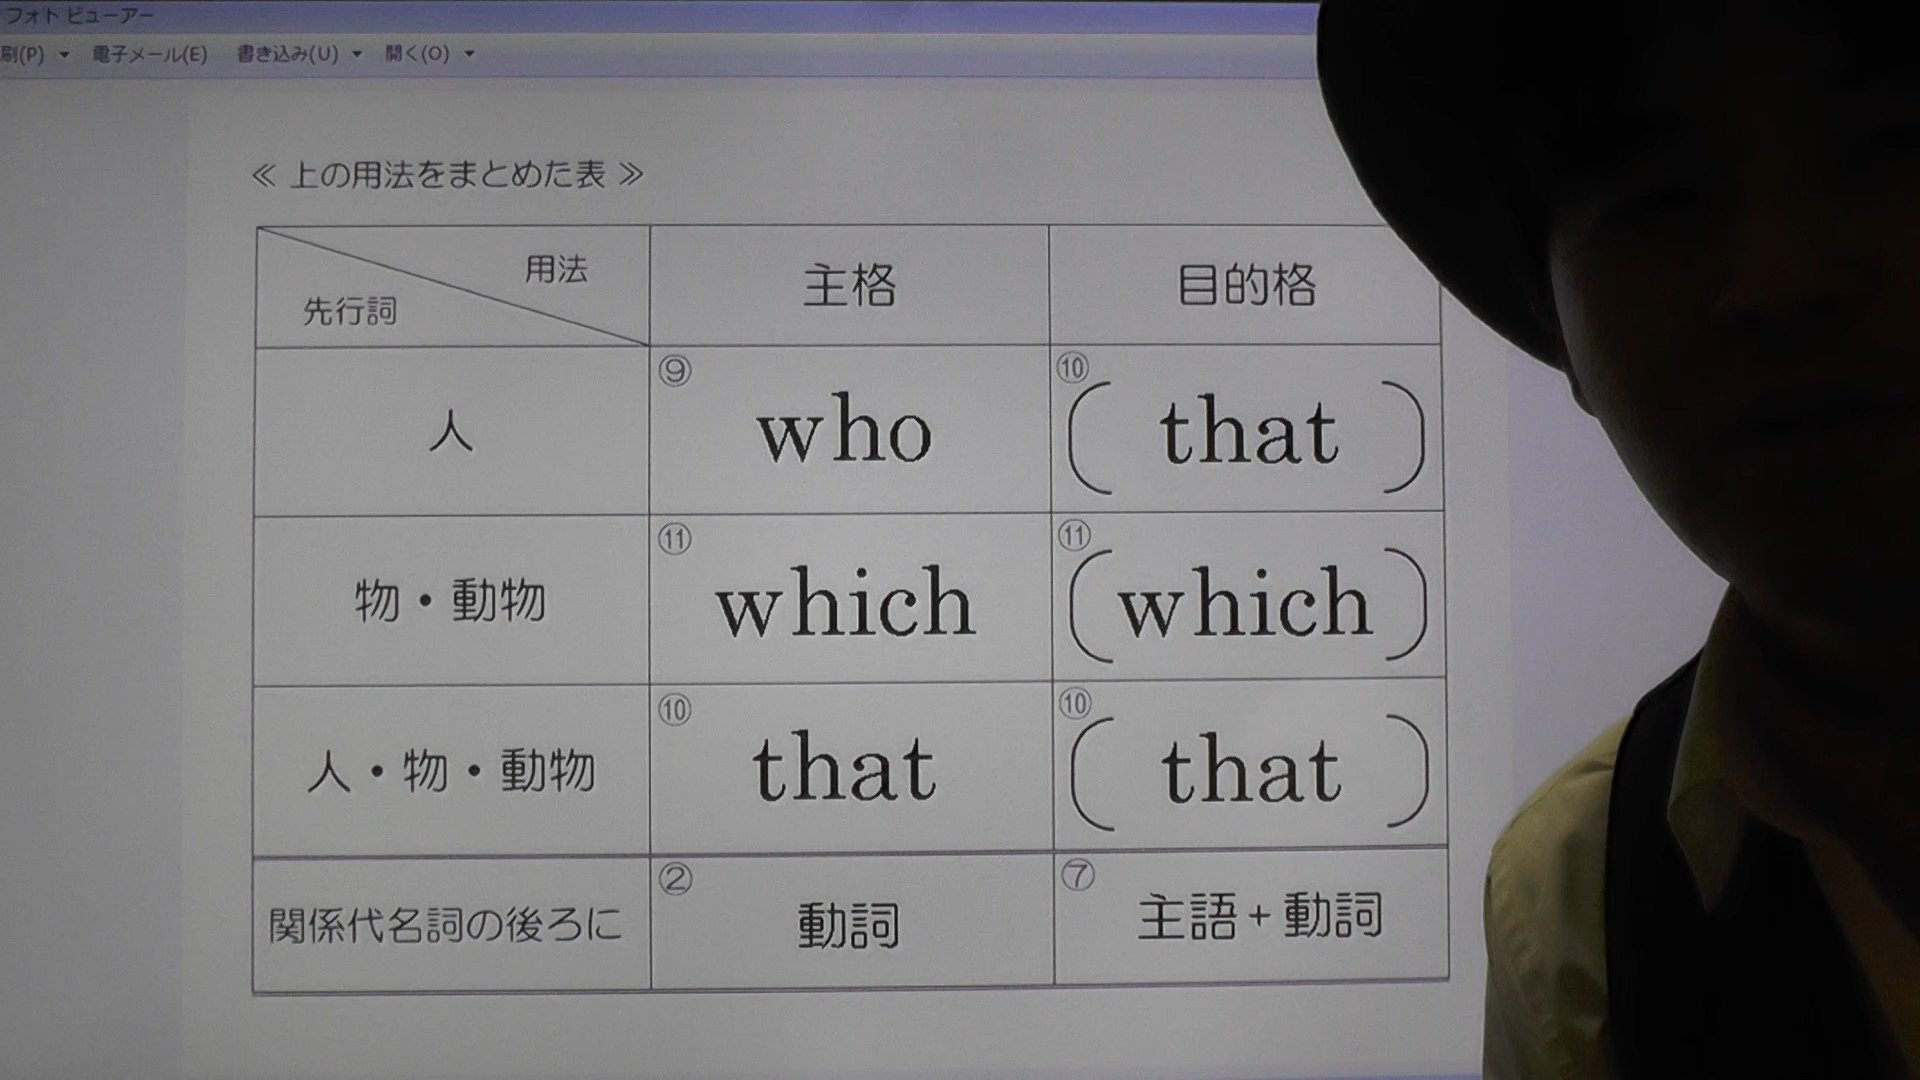 フォト ビューアー
刷(P) 電子メール(E) 書き込み(U) 開く(O)
≪ 上の用法をまとめた表 ≫
用法
先行詞
主格
目的格
人
⑨ who
⑩ ( that )
物・動物
⑪ which
⑪ ( which )
人・物・動物
⑩ that
⑩ ( that )
関係代名詞の後ろに
② 動詞
⑦ 主語+動詞